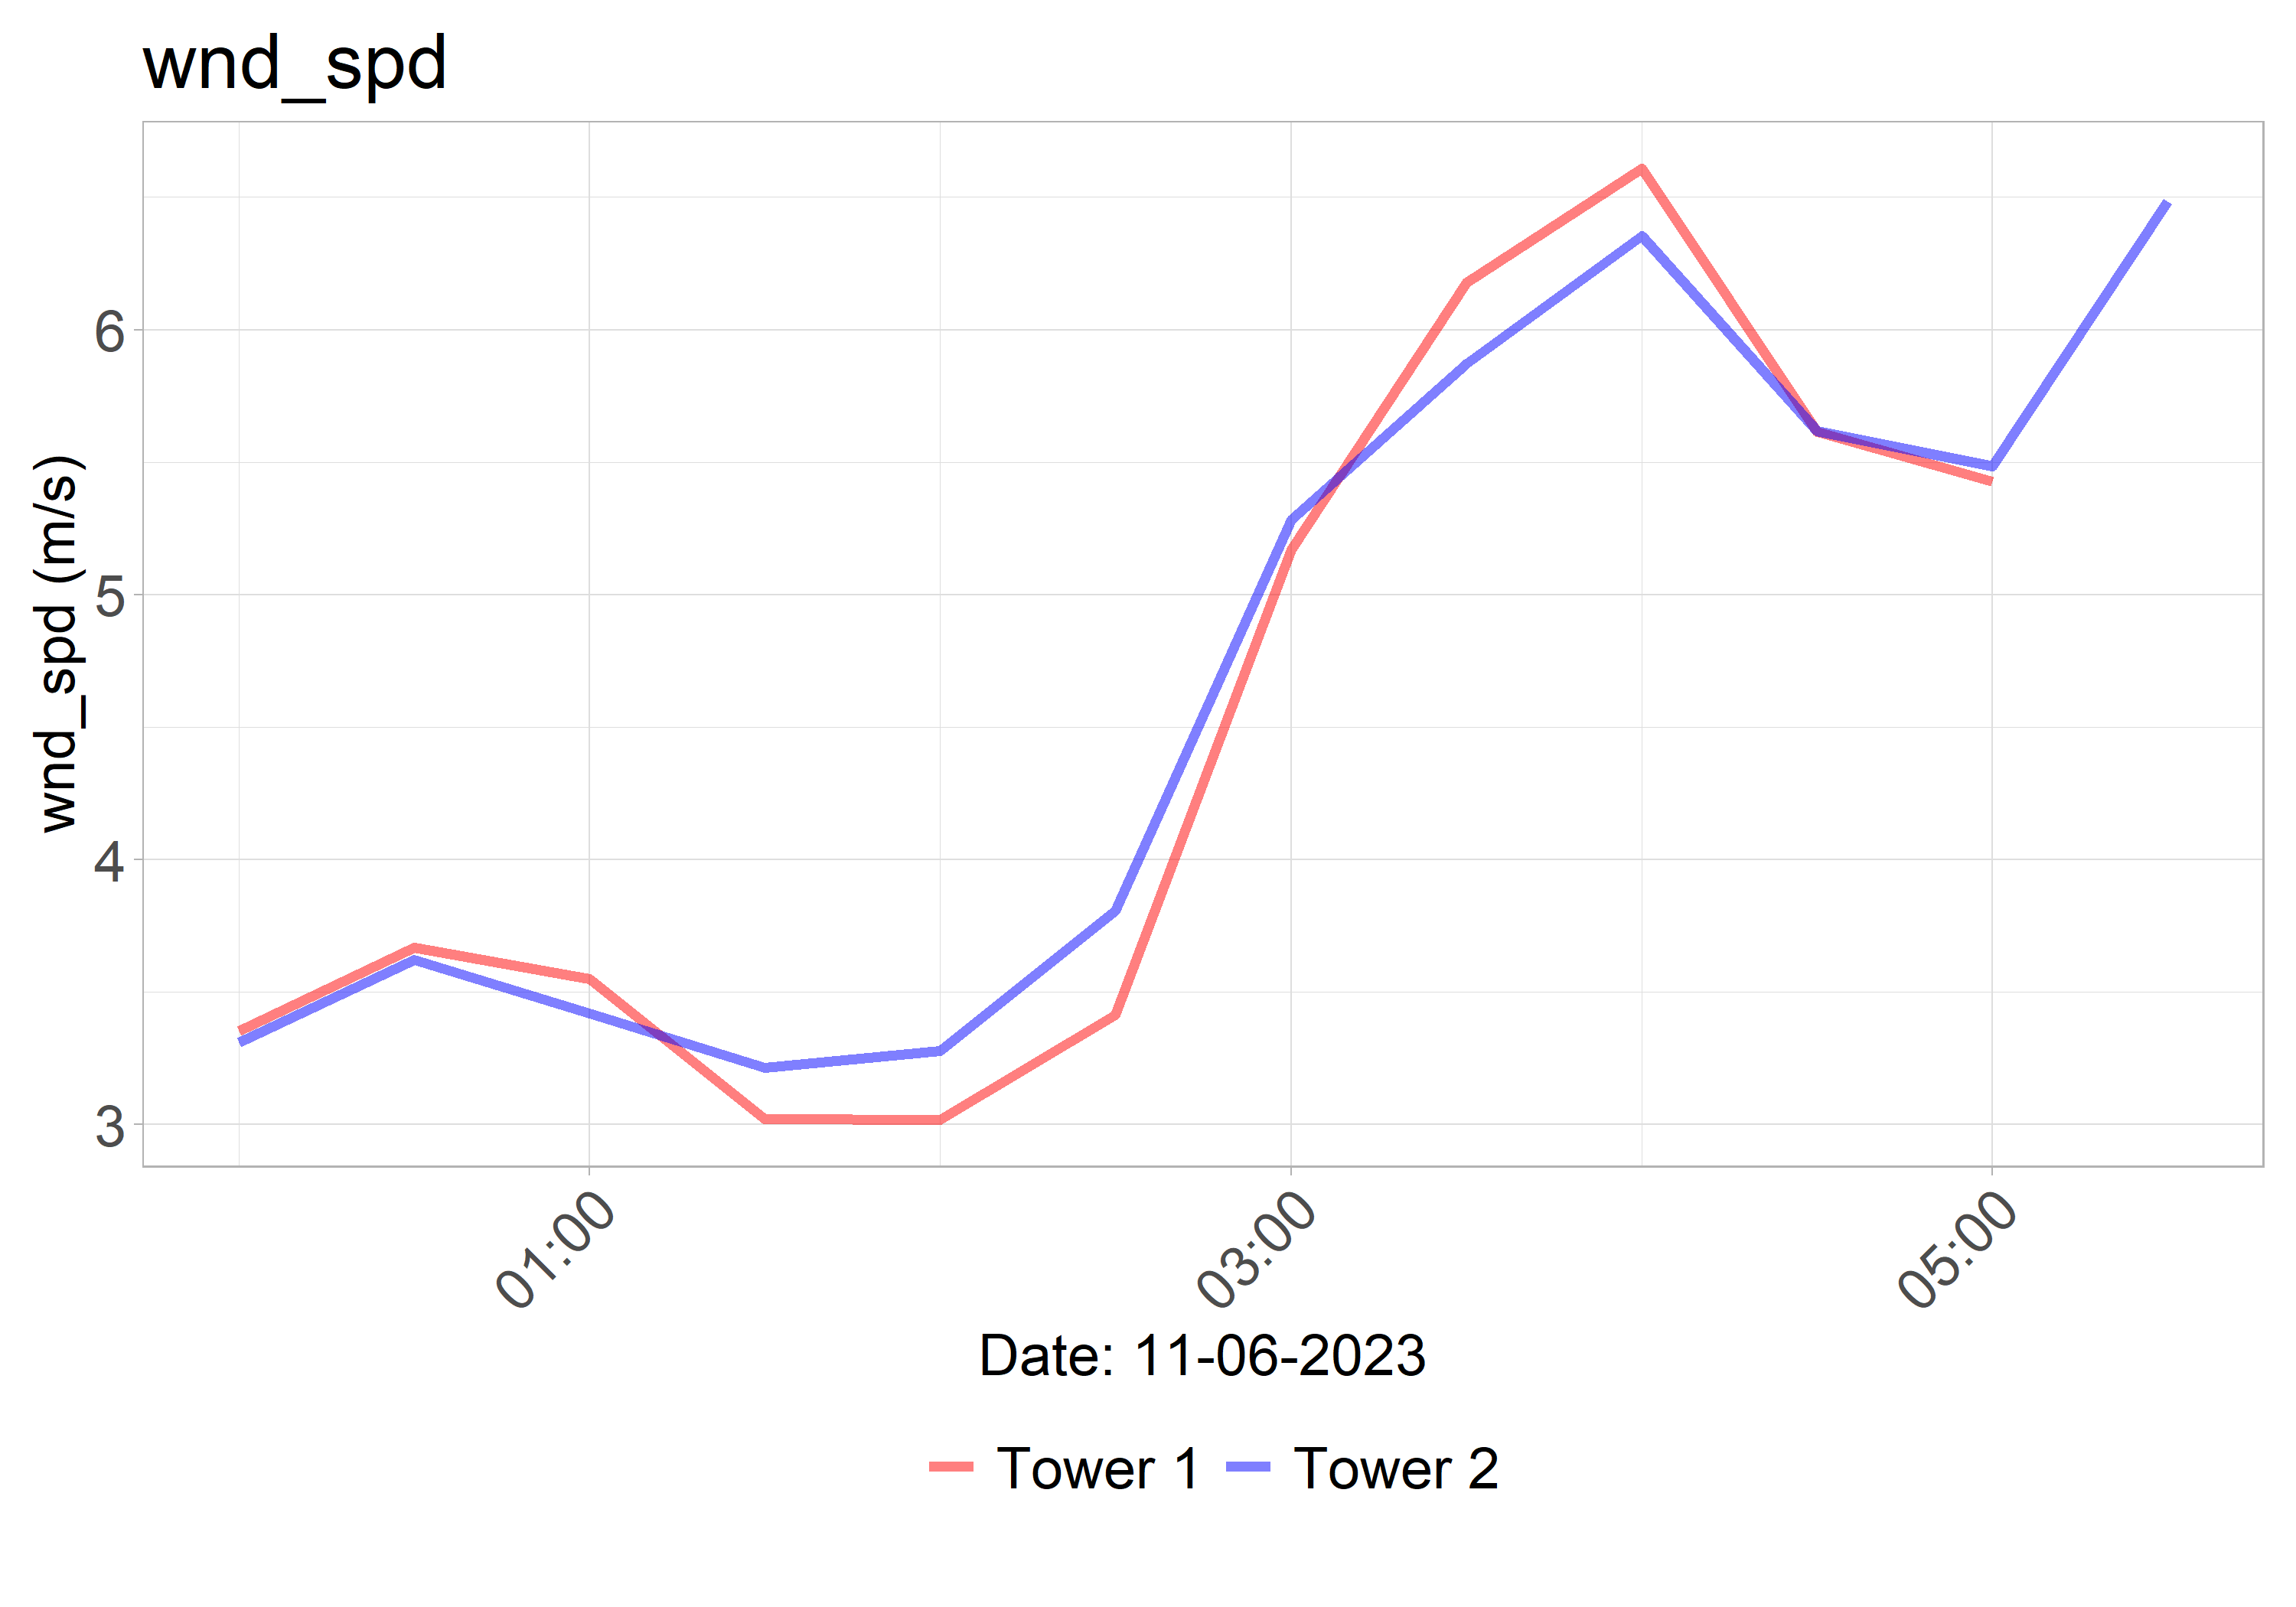 wnd_spd
wnd_spd (m/s)
6
5
4
3
01:00
03:00
05:00
Date: 11-06-2023
Tower 1
Tower 2